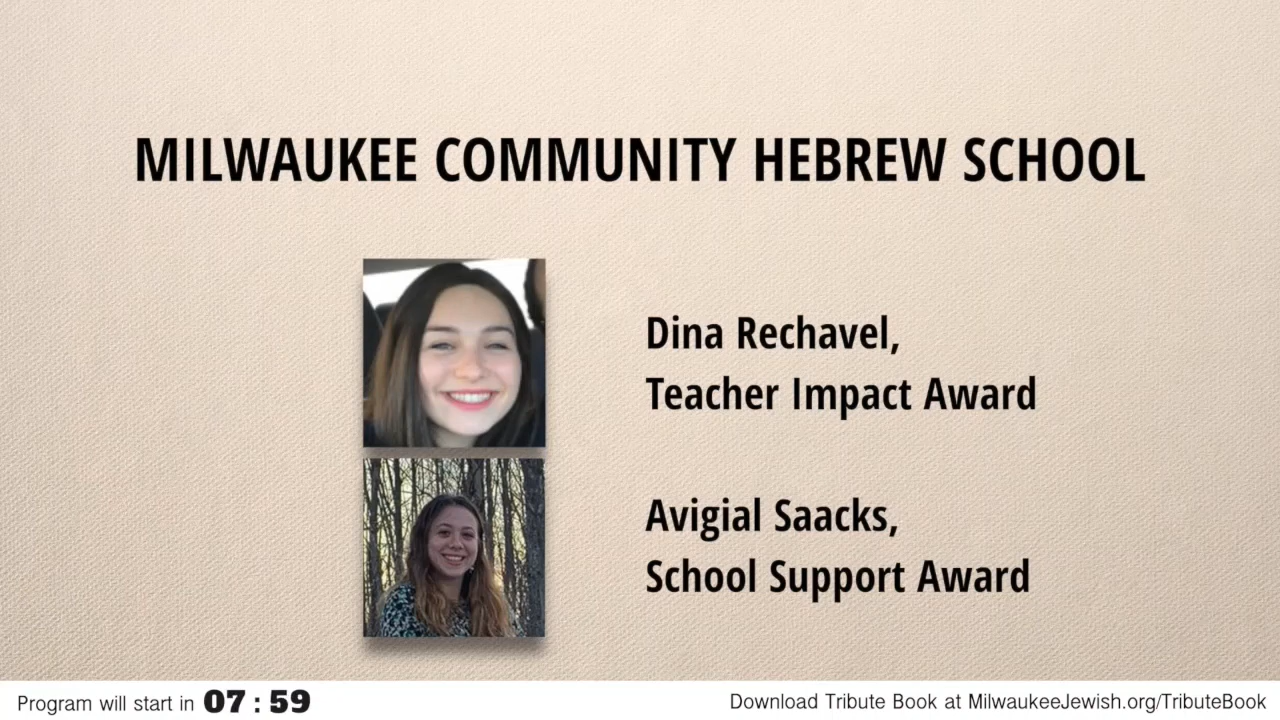 MILWAUKEE COMMUNITY HEBREW SCHOOL
Dina Rechavel,
Teacher Impact Award
Avigial Saacks,
School Support Award
Program will start in 07 : 59
Download Tribute Book at MilwaukeeJewish.org/TributeBook